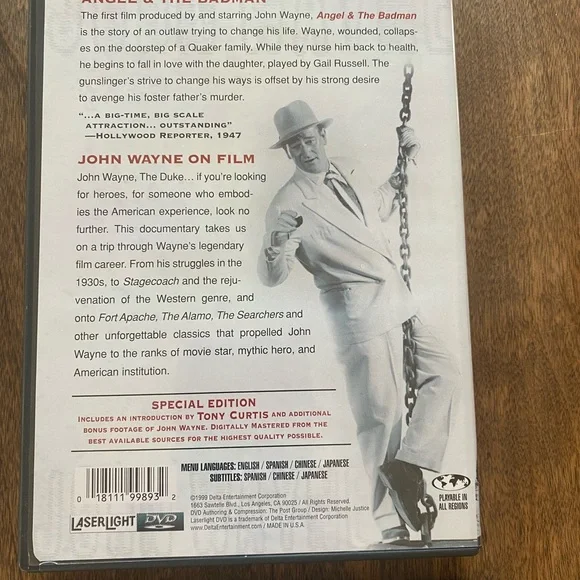 ANGEL & THE BADMAN
The first film produced by and starring John Wayne, Angel & The Badman
is the story of an outlaw trying to change his life. Wayne, wounded, collaps-
es on the doorstep of a Quaker family. While they nurse him back to health,
he begins to fall in love with the daughter, played by Gail Russell. The
gunslinger's strive to change his ways is offset by his strong desire
to avenge his foster father's murder.
"...A BIG-TIME, BIG SCALE
ATTRACTION... OUTSTANDING"
—HOLLYWOOD REPORTER, 1947
JOHN WAYNE ON FILM
John Wayne, The Duke... if you're looking
for heroes, for someone who embod-
ies the American experience, look no
further. This documentary takes us
on a trip through Wayne's legendary
film career. From his struggles in the
1930s, to Stagecoach and the reju-
venation of the Western genre, and
onto Fort Apache, The Alamo, The Searchers and
other unforgettable classics that propelled John
Wayne to the ranks of movie star, mythic hero, and
American institution.
SPECIAL EDITION
INCLUDES AN INTRODUCTION BY TONY CURTIS AND ADDITIONAL
BONUS FOOTAGE OF JOHN WAYNE. DIGITALLY MASTERED FROM THE
BEST AVAILABLE SOURCES FOR THE HIGHEST QUALITY POSSIBLE.
MENU LANGUAGES: ENGLISH / SPANISH / CHINESE / JAPANESE
SUBTITLES: SPANISH / CHINESE / JAPANESE
0 18111 99893 2
©1999 Delta Entertainment Corporation
1663 Sawtelle Blvd., Los Angeles, CA 90025 / All Rights Reserved.
DVD Authoring & Compression: The Post Group / Design: Michelle Justice
Laserlight DVD is a trademark of Delta Entertainment Corporation
www.DeltaEntertainment.com / MADE IN U.S.A.
LASERLIGHT DVD
PLAYABLE IN
ALL REGIONS